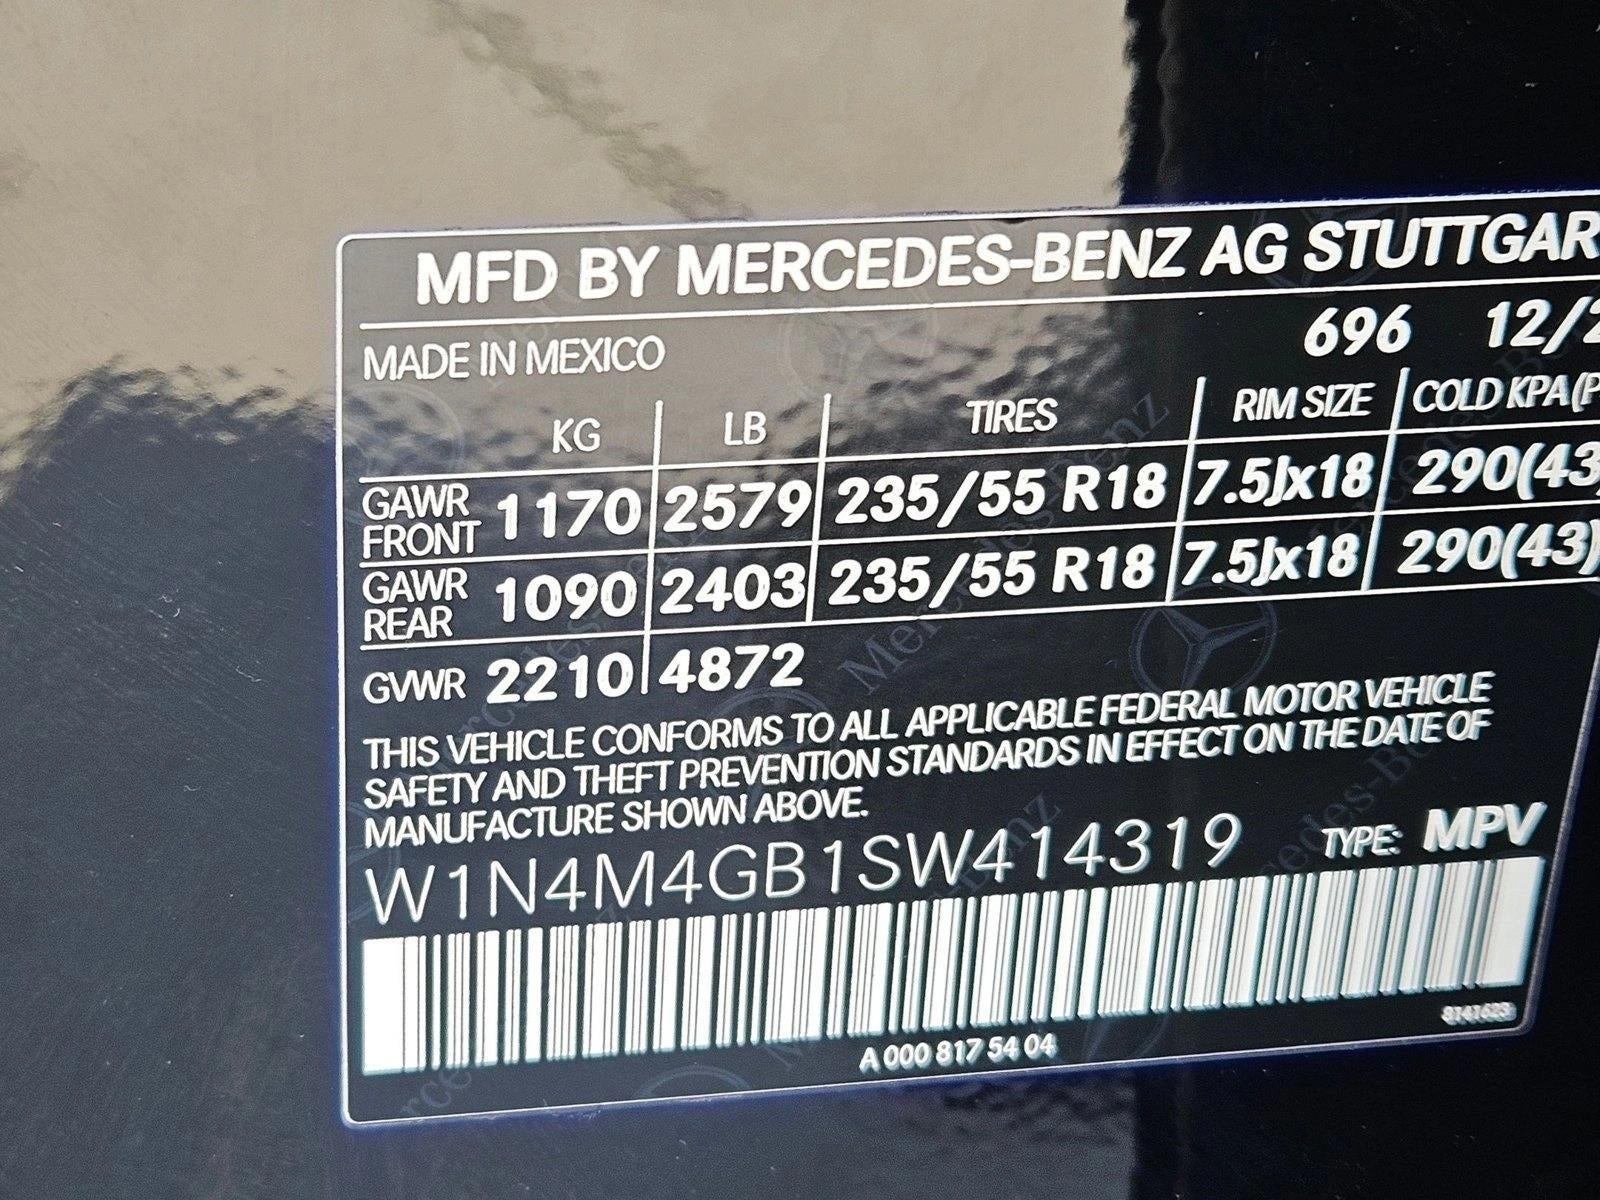 MFD BY MERCEDES-BENZ AG STUTTGAR
MADE IN MEXICO 696 12/2
KG LB TIRES RIM SIZE COLD KPA(P
GAWR FRONT 1170 2579 235/55 R18 7.5Jx18 290(43)
GAWR REAR 1090 2403 235/55 R18 7.5Jx18 290(43)
GVWR 2210 4872
THIS VEHICLE CONFORMS TO ALL APPLICABLE FEDERAL MOTOR VEHICLE
SAFETY AND THEFT PREVENTION STANDARDS IN EFFECT ON THE DATE OF
MANUFACTURE SHOWN ABOVE.
W1N4M4GB1SW414319 TYPE: MPV
A 000 817 54 04
8141623